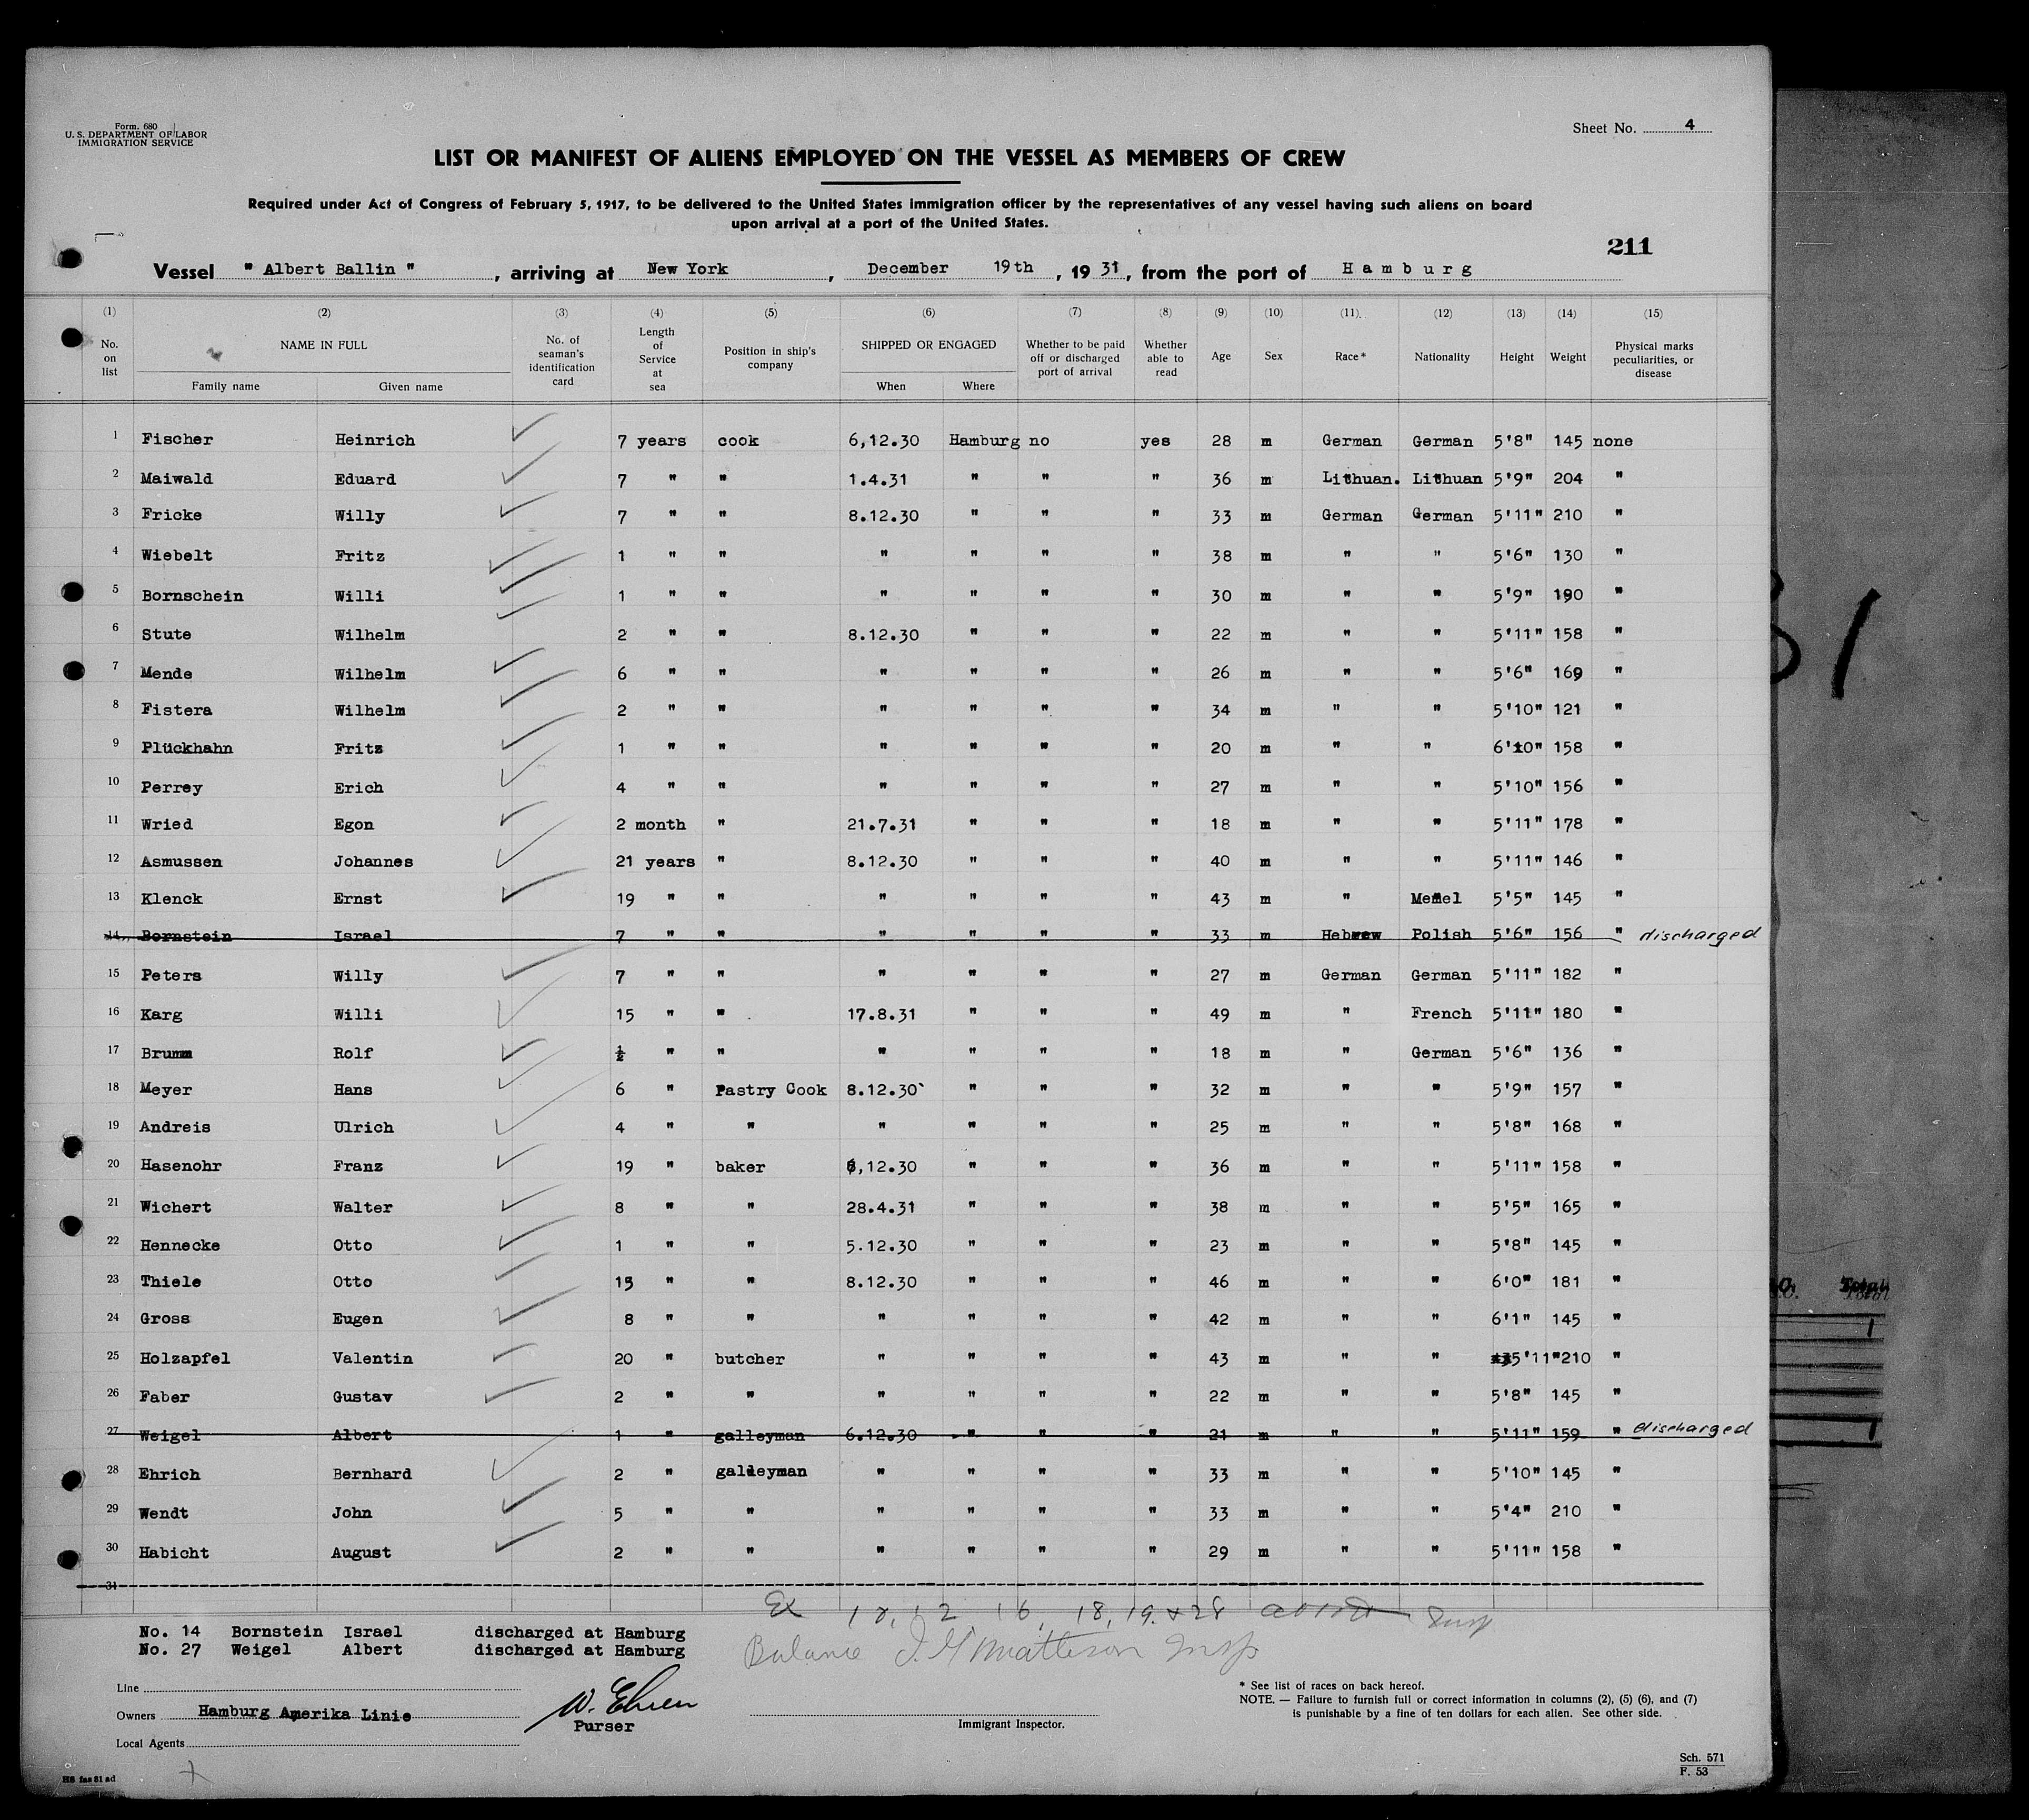 Form. 680
U. S. DEPARTMENT OF LABOR
IMMIGRATION SERVICE
Sheet No. 4
LIST OR MANIFEST OF ALIENS EMPLOYED ON THE VESSEL AS MEMBERS OF CREW
Required under Act of Congress of February 5, 1917, to be delivered to the United States immigration officer by the representatives of any vessel having such aliens on board
upon arrival at a port of the United States.
211
Vessel " Albert Ballin " , arriving at New York , December 19th , 19 31 , from the port of Hamburg
(1) (2) (3) (4) (5) (6) (7) (8) (9) (10) (11) (12) (13) (14) (15)
No. on list NAME IN FULL Family name Given name No. of seaman's identification card Length of Service at sea Position in ship's company SHIPPED OR ENGAGED When Where Whether to be paid off or discharged port of arrival Whether able to read Age Sex Race* Nationality Height Weight Physical marks peculiarities, or disease
1 Fischer Heinrich 7 years cook 6,12.30 Hamburg no yes 28 m German German 5'8" 145 none
2 Maiwald Eduard 7 " " 1.4.31 " " " 36 m Lithuan. Lithuan 5'9" 204 "
3 Fricke Willy 7 " " 8.12.30 " " " 33 m German German 5'11" 210 "
4 Wiebelt Fritz 1 " " " " " " 38 m " " 5'6" 130 "
5 Bornschein Willi 1 " " " " " " 30 m " " 5'9" 190 "
6 Stute Wilhelm 2 " " 8.12.30 " " " 22 m " " 5'11" 158 "
7 Mende Wilhelm 6 " " " " " " 26 m " " 5'6" 169 "
8 Fistera Wilhelm 2 " " " " " " 34 m " " 5'10" 121 "
9 Plückhahn Fritz 1 " " " " " " 20 m " " 6'10" 158 "
10 Perrey Erich 4 " " " " " " 27 m " " 5'10" 156 "
11 Wried Egon 2 month " 21.7.31 " " " 18 m " " 5'11" 178 "
12 Asmussen Johannes 21 years " 8.12.30 " " " 40 m " " 5'11" 146 "
13 Klenck Ernst 19 " " " " " " 43 m " Memel 5'5" 145 "
14 Bornstein Israel 7 " " " " " " 33 m Hebrew Polish 5'6" 156 " discharged
15 Peters Willy 7 " " " " " " 27 m German German 5'11" 182 "
16 Karg Willi 15 " " 17.8.31 " " " 49 m " French 5'11" 180 "
17 Brumm Rolf ½ " " " " " " 18 m " German 5'6" 136 "
18 Meyer Hans 6 " Pastry Cook 8.12.30 " " " 32 m " " 5'9" 157 "
19 Andreis Ulrich 4 " " " " " " 25 m " " 5'8" 168 "
20 Hasenohr Franz 19 " baker 6,12.30 " " " 36 m " " 5'11" 158 "
21 Wichert Walter 8 " " 28.4.31 " " " 38 m " " 5'5" 165 "
22 Hennecke Otto 1 " " 5.12.30 " " " 23 m " " 5'8" 145 "
23 Thiele Otto 15 " " 8.12.30 " " " 46 m " " 6'0" 181 "
24 Gross Eugen 8 " " " " " " 42 m " " 6'1" 145 "
25 Holzapfel Valentin 20 " butcher " " " " 43 m " " 5'11" 210 "
26 Faber Gustav 2 " " " " " " 22 m " " 5'8" 145 "
27 Weigel Albert 1 " galleyman 6.12.30 " " " 21 m " " 5'11" 159 " discharged
28 Ehrich Bernhard 2 " galleyman " " " " 33 m " " 5'10" 145 "
29 Wendt John 5 " " " " " " 33 m " " 5'4" 210 "
30 Habicht August 2 " " " " " " 29 m " " 5'11" 158 "
31
Ex 12, 16, 18, 19 & 28 Insp
No. 14 Bornstein Israel discharged at Hamburg
No. 27 Weigel Albert discharged at Hamburg
Balance J. Matteson Insp
Line
Owners Hamburg Amerika Linie
Local Agents
W. Ehren
Purser
Immigrant Inspector.
* See list of races on back hereof.
NOTE. — Failure to furnish full or correct information in columns (2), (5) (6), and (7)
is punishable by a fine of ten dollars for each alien. See other side.
Sch. 571
F. 53
Total